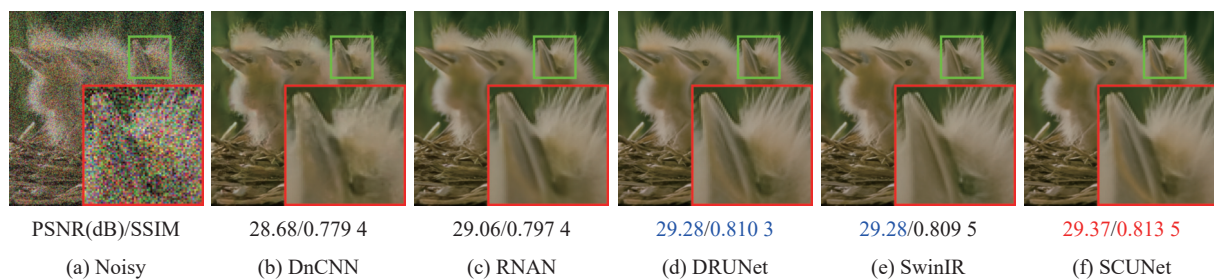 PSNR(dB)/SSIM 28.68/0.779 4 29.06/0.797 4 29.28/0.810 3 29.28/0.809 5 29.37/0.813 5
(a) Noisy (b) DnCNN (c) RNAN (d) DRUNet (e) SwinIR (f) SCUNet